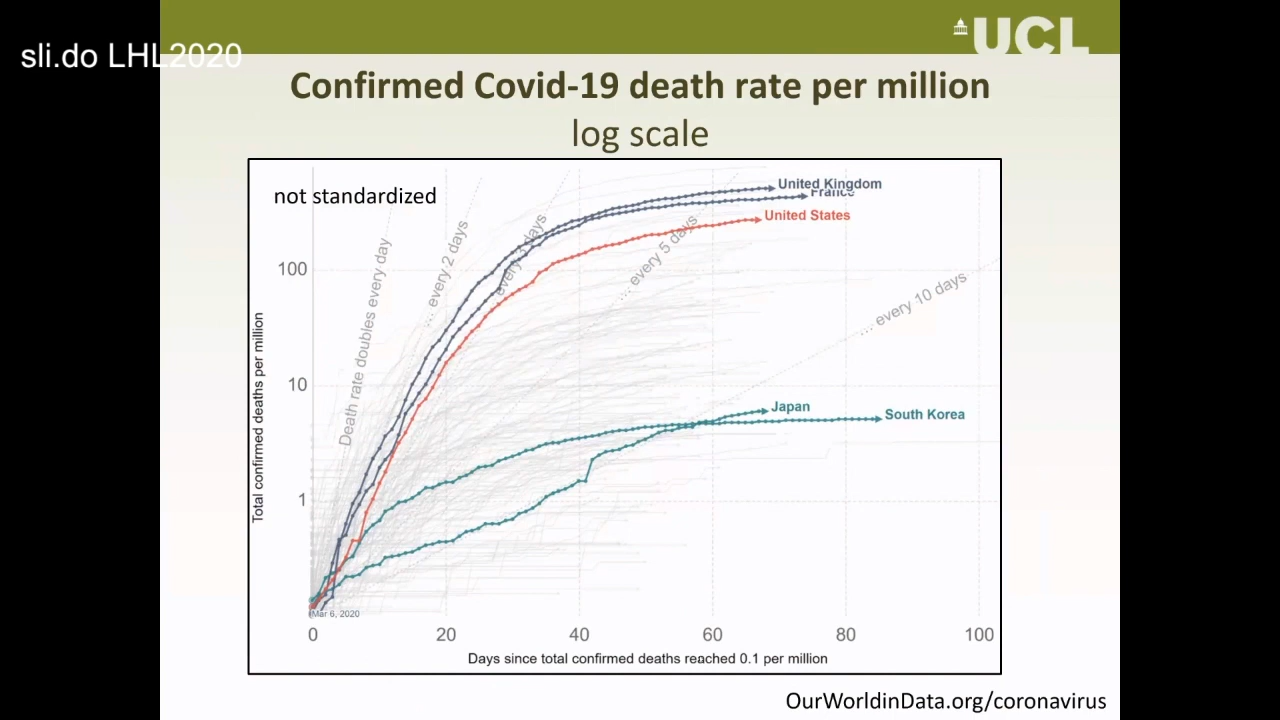 sli.do LHL2020
UCL
Confirmed Covid-19 death rate per million
log scale
not standardized
United Kingdom
France
United States
Death rate doubles every day
... every 2 days
every 3 days
... every 5 days
... every 10 days
100
10
1
Total confirmed deaths per million
Japan
South Korea
Mar 6, 2020
0 20 40 60 80 100
Days since total confirmed deaths reached 0.1 per million
OurWorldinData.org/coronavirus